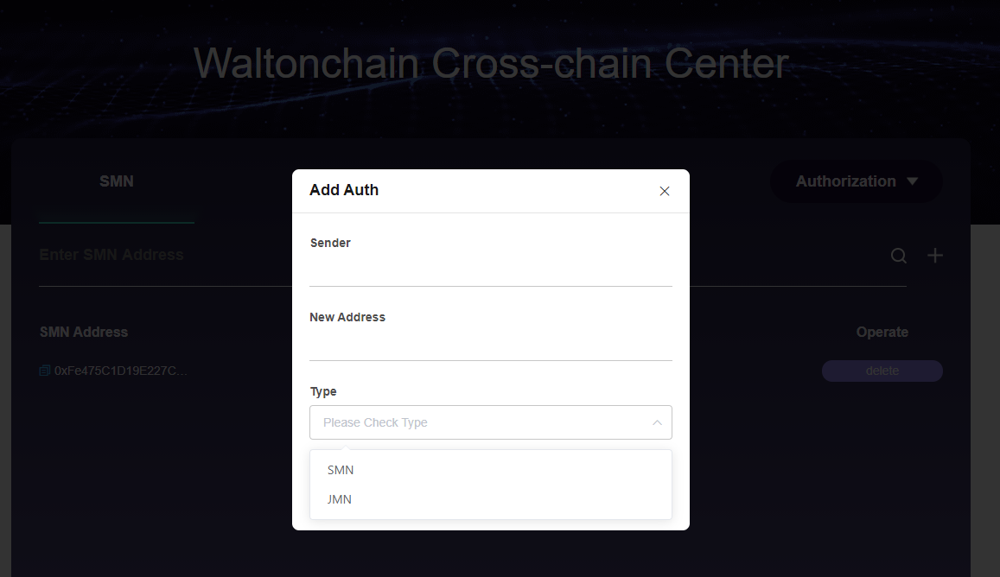 Waltonchain Cross-chain Center
SMN
Authorization
Enter SMN Address
SMN Address
Operate
0xFe475C1D19E227C...
delete
Add Auth
Sender
New Address
Type
Please Check Type
SMN
JMN